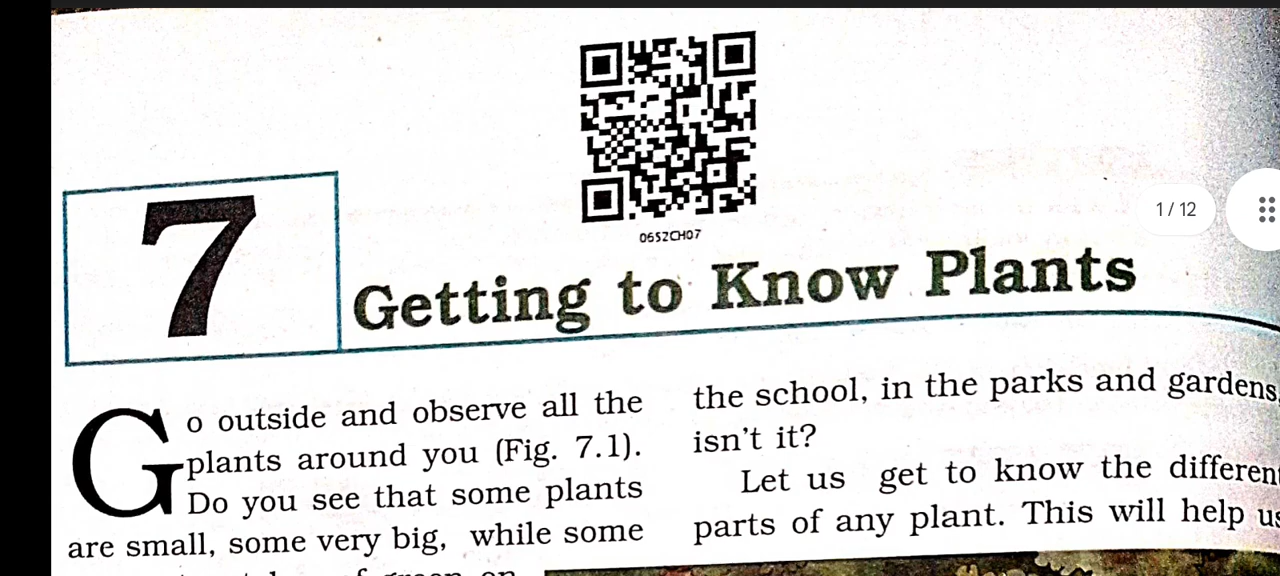 0652CH07
1 / 12
7
Getting to Know Plants
Go outside and observe all the
plants around you (Fig. 7.1).
Do you see that some plants
are small, some very big, while some
of green on
the school, in the parks and gardens,
isn't it?
Let us get to know the different
parts of any plant. This will help us